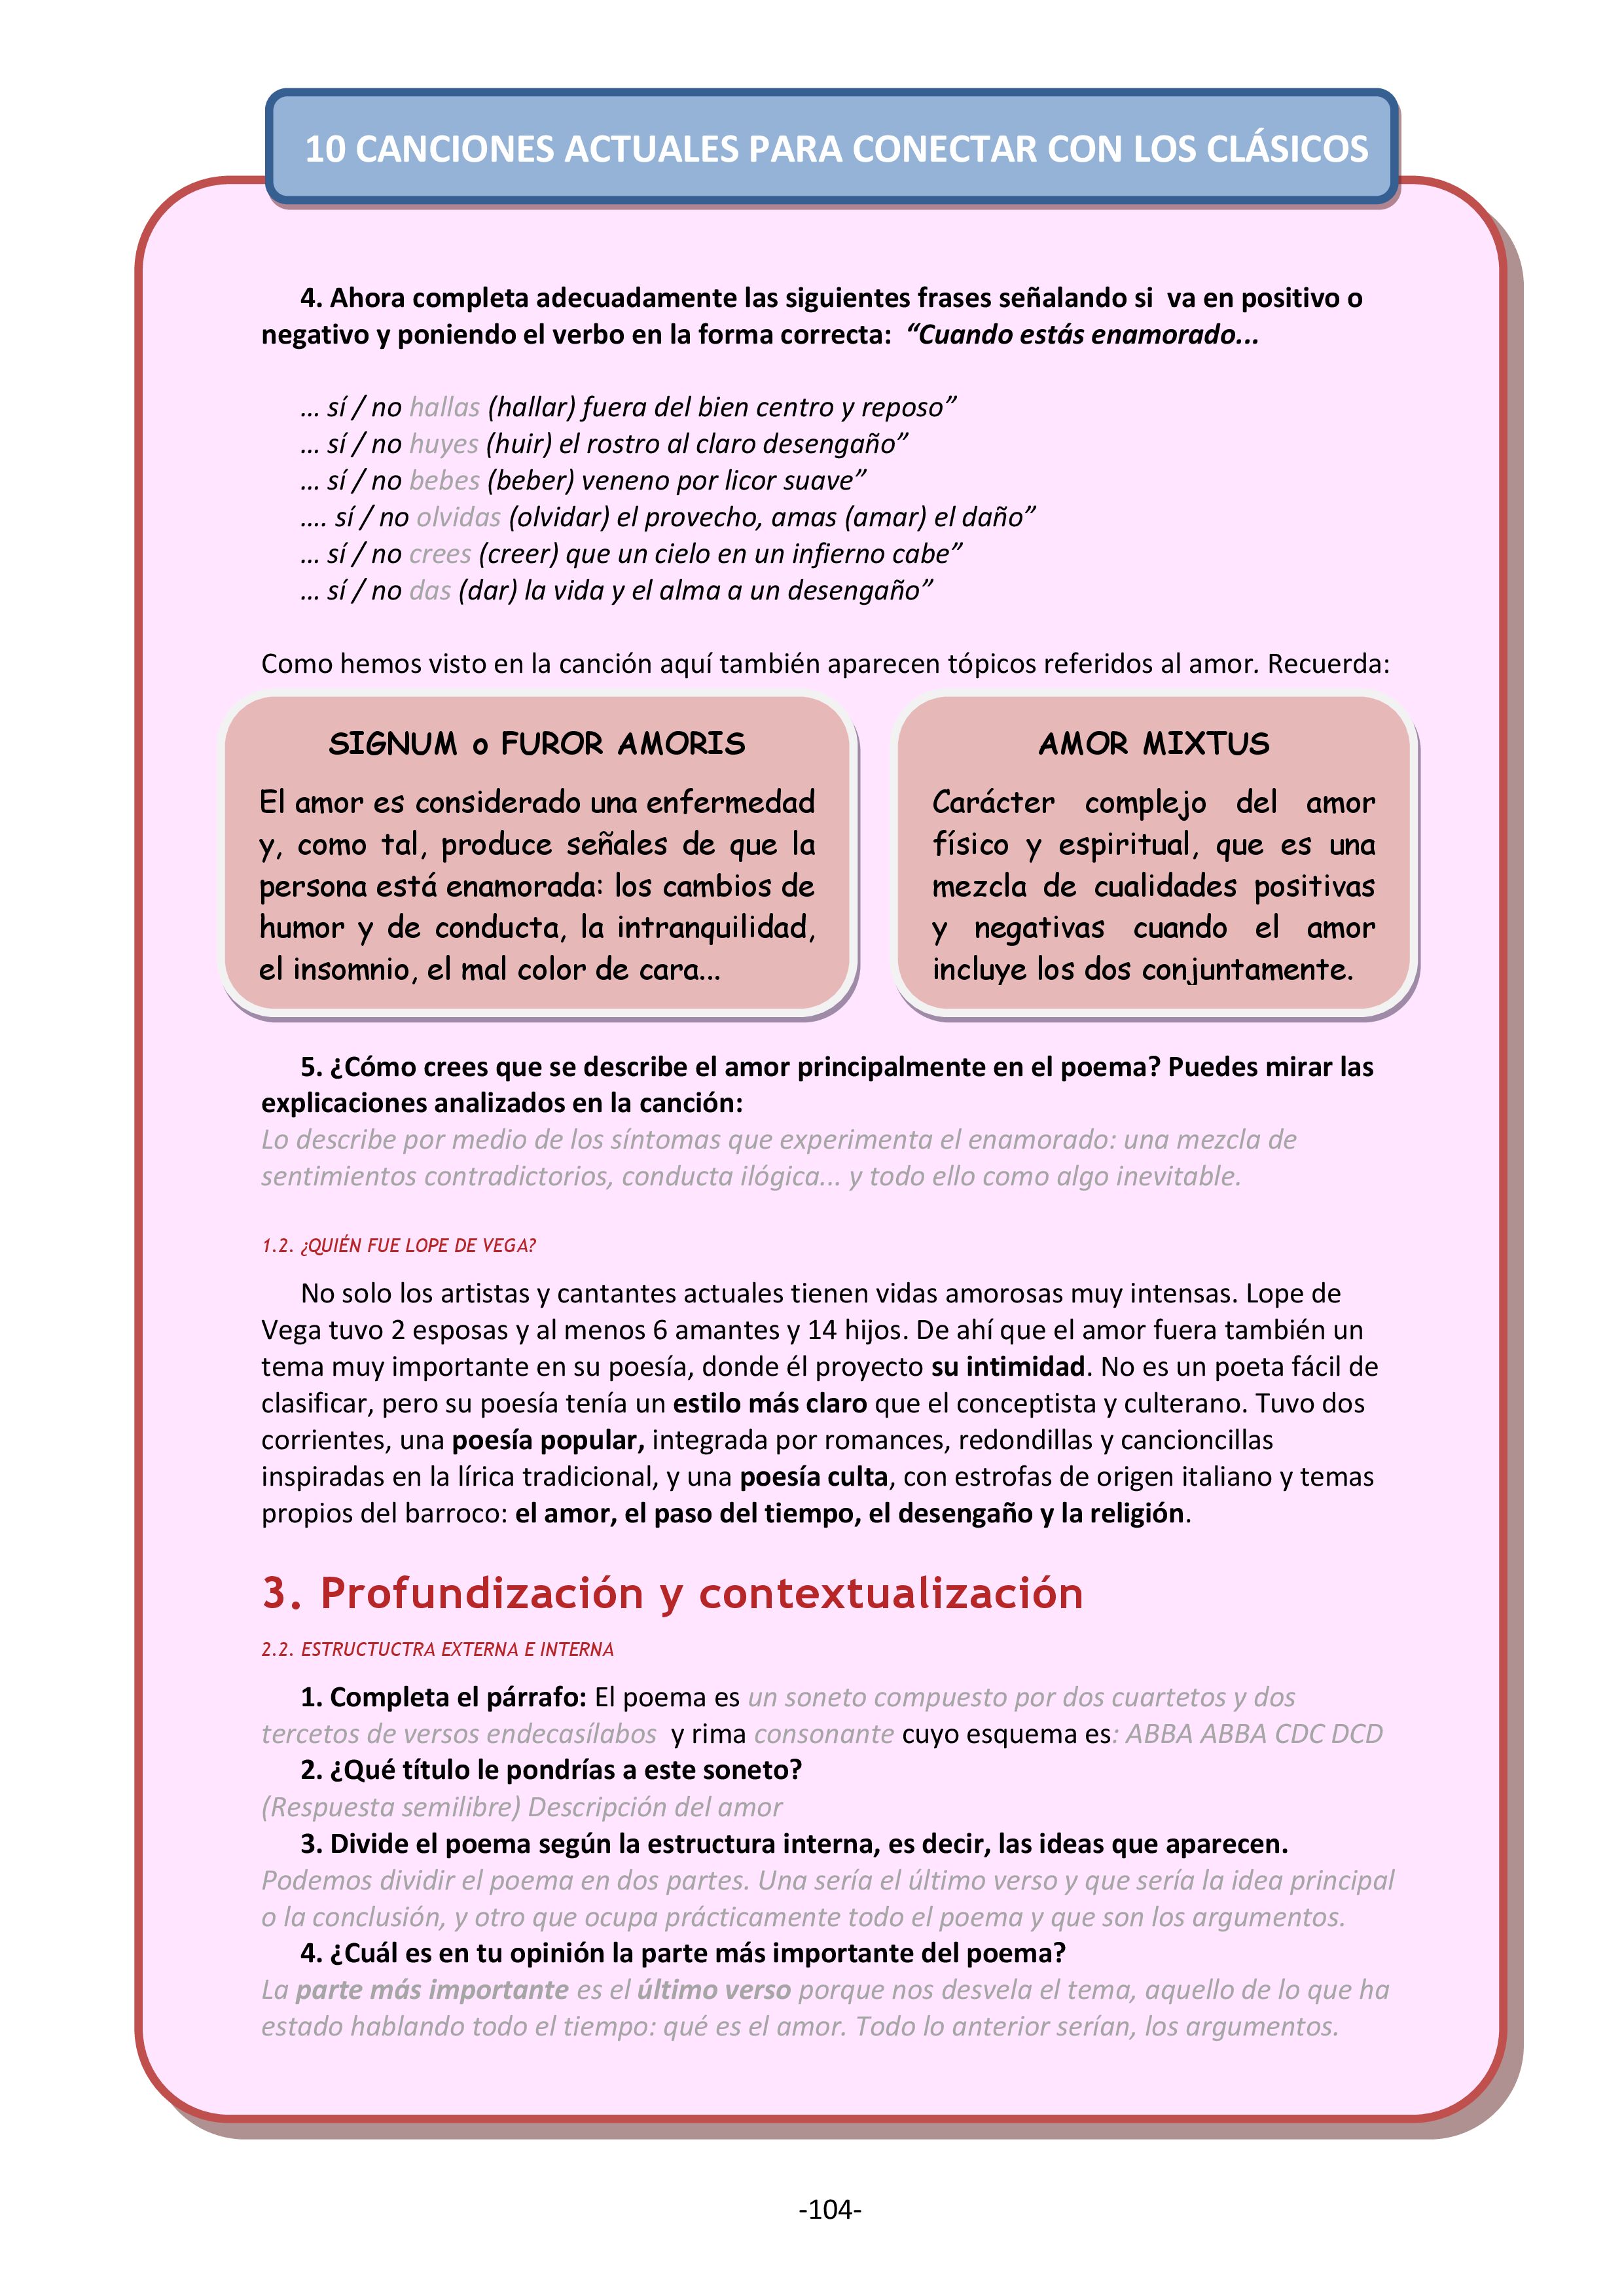 10 CANCIONES ACTUALES PARA CONECTAR CON LOS CLÁSICOS
4. Ahora completa adecuadamente las siguientes frases señalando si va en positivo o
negativo y poniendo el verbo en la forma correcta: “Cuando estás enamorado...
... sí / no hallas (hallar) fuera del bien centro y reposo”
... sí / no huyes (huir) el rostro al claro desengaño”
... sí / no bebes (beber) veneno por licor suave”
.... sí / no olvidas (olvidar) el provecho, amas (amar) el daño”
... sí / no crees (creer) que un cielo en un infierno cabe”
... sí / no das (dar) la vida y el alma a un desengaño”
Como hemos visto en la canción aquí también aparecen tópicos referidos al amor. Recuerda:
SIGNUM o FUROR AMORIS
El amor es considerado una enfermedad
y, como tal, produce señales de que la
persona está enamorada: los cambios de
humor y de conducta, la intranquilidad,
el insomnio, el mal color de cara...
AMOR MIXTUS
Carácter complejo del amor
físico y espiritual, que es una
mezcla de cualidades positivas
y negativas cuando el amor
incluye los dos conjuntamente.
5. ¿Cómo crees que se describe el amor principalmente en el poema? Puedes mirar las
explicaciones analizados en la canción:
Lo describe por medio de los síntomas que experimenta el enamorado: una mezcla de
sentimientos contradictorios, conducta ilógica... y todo ello como algo inevitable.
1.2. ¿QUIÉN FUE LOPE DE VEGA?
No solo los artistas y cantantes actuales tienen vidas amorosas muy intensas. Lope de
Vega tuvo 2 esposas y al menos 6 amantes y 14 hijos. De ahí que el amor fuera también un
tema muy importante en su poesía, donde él proyecto su intimidad. No es un poeta fácil de
clasificar, pero su poesía tenía un estilo más claro que el conceptista y culterano. Tuvo dos
corrientes, una poesía popular, integrada por romances, redondillas y cancioncillas
inspiradas en la lírica tradicional, y una poesía culta, con estrofas de origen italiano y temas
propios del barroco: el amor, el paso del tiempo, el desengaño y la religión.
3. Profundización y contextualización
2.2. ESTRUCTUCTRA EXTERNA E INTERNA
1. Completa el párrafo: El poema es un soneto compuesto por dos cuartetos y dos
tercetos de versos endecasílabos y rima consonante cuyo esquema es: ABBA ABBA CDC DCD
2. ¿Qué título le pondrías a este soneto?
(Respuesta semilibre) Descripción del amor
3. Divide el poema según la estructura interna, es decir, las ideas que aparecen.
Podemos dividir el poema en dos partes. Una sería el último verso y que sería la idea principal
o la conclusión, y otro que ocupa prácticamente todo el poema y que son los argumentos.
4. ¿Cuál es en tu opinión la parte más importante del poema?
La parte más importante es el último verso porque nos desvela el tema, aquello de lo que ha
estado hablando todo el tiempo: qué es el amor. Todo lo anterior serían, los argumentos.
-104-